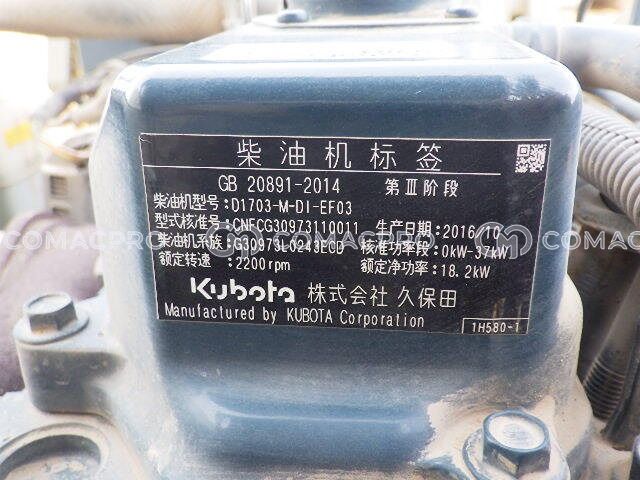 柴油机标签
GB 20891-2014 第Ⅲ阶段
柴油机型号: D1703-M-DI-EF03
型式核准号: CNFCG30973110011 生产日期: 2016/10
柴油机系族: G30973L0243ECD 核准功率段: 0kW-37kW
额定转速 : 2200rpm 额定净功率: 18.2kW
Kubota 株式会社 久保田
Manufactured by KUBOTA Corporation
1H580-1
COMACPRO